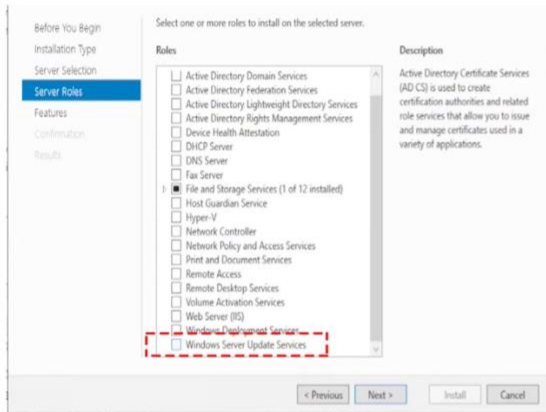 Before You Begin
Installation Type
Server Selection
Server Roles
Features
Confirmation
Results
Select one or more roles to install on the selected server.
Roles
Active Directory Domain Services
Active Directory Federation Services
Active Directory Lightweight Directory Services
Active Directory Rights Management Services
Device Health Attestation
DHCP Server
DNS Server
Fax Server
File and Storage Services (1 of 12 installed)
Host Guardian Service
Hyper-V
Network Controller
Network Policy and Access Services
Print and Document Services
Remote Access
Remote Desktop Services
Volume Activation Services
Web Server (IIS)
Windows Deployment Services
Windows Server Update Services
Description
Active Directory Certificate Services
(AD CS) is used to create
certification authorities and related
role services that allow you to issue
and manage certificates used in a
variety of applications.
< Previous
Next >
Install
Cancel